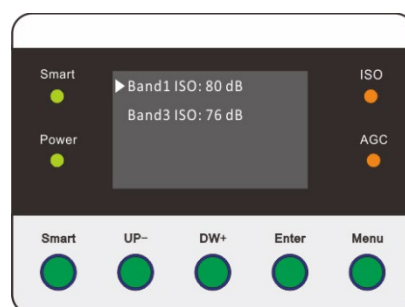 Smart
ISO
Band1 ISO: 80 dB
Band3 ISO: 76 dB
Power
AGC
Smart UP- DW+ Enter Menu